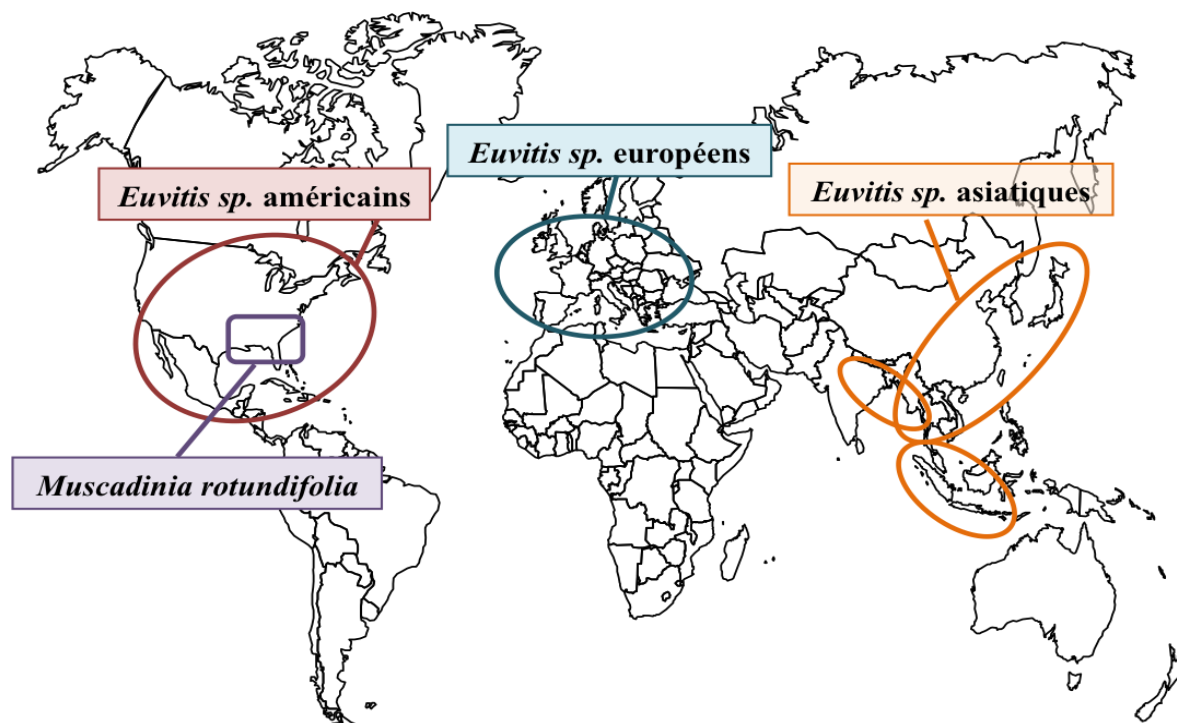 Euvitis sp. européens
Euvitis sp. américains
Euvitis sp. asiatiques
Muscadinia rotundifolia